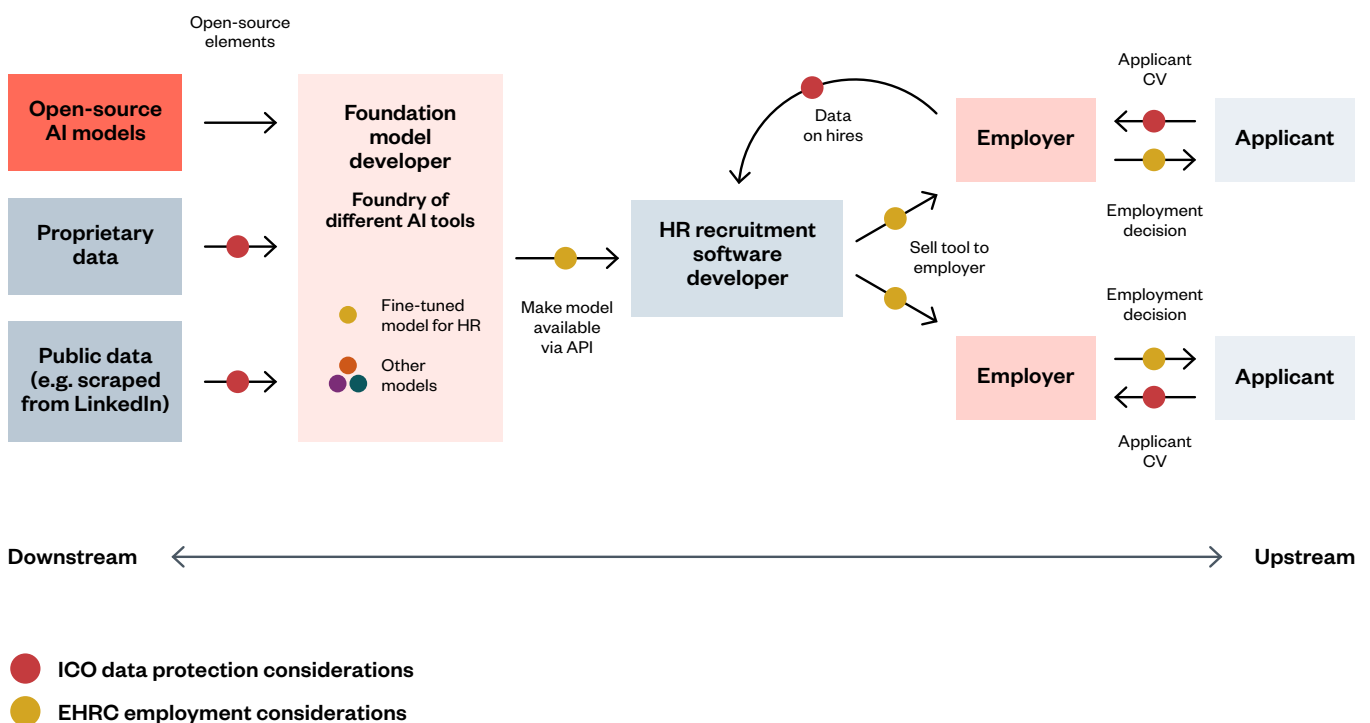 Open-source
elements
Open-source
AI models
Proprietary
data
Public data
(e.g. scraped
from LinkedIn)
Foundation
model
developer
Foundry of
different AI tools
Fine-tuned
model for HR
Other
models
Make model
available
via API
HR recruitment
software
developer
Data
on hires
Sell tool to
employer
Employer
Applicant
CV
Employment
decision
Applicant
Employer
Employment
decision
Applicant
CV
Applicant
Downstream
Upstream
ICO data protection considerations
EHRC employment considerations